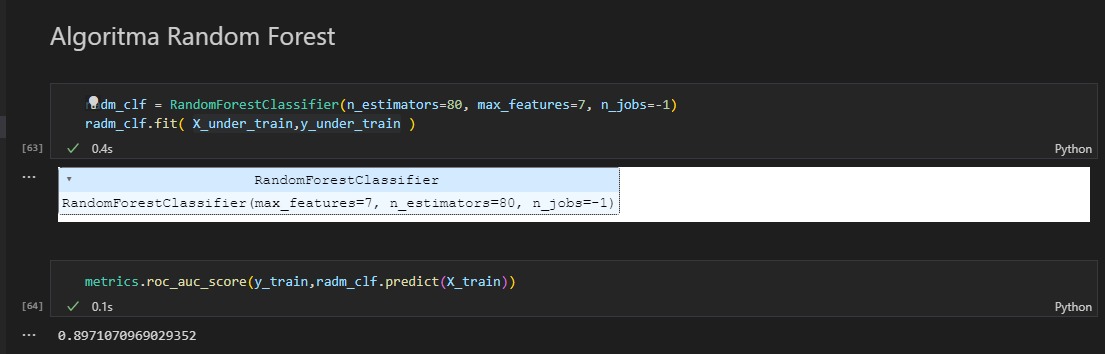 Algoritma Random Forest
radm_clf = RandomForestClassifier(n_estimators=80, max_features=7, n_jobs=-1)
radm_clf.fit( X_under_train,y_under_train )
[63]
0.4s
Python
...
RandomForestClassifier
RandomForestClassifier(max_features=7, n_estimators=80, n_jobs=-1)
metrics.roc_auc_score(y_train,radm_clf.predict(X_train))
[64]
0.1s
Python
...
0.8971070969029352